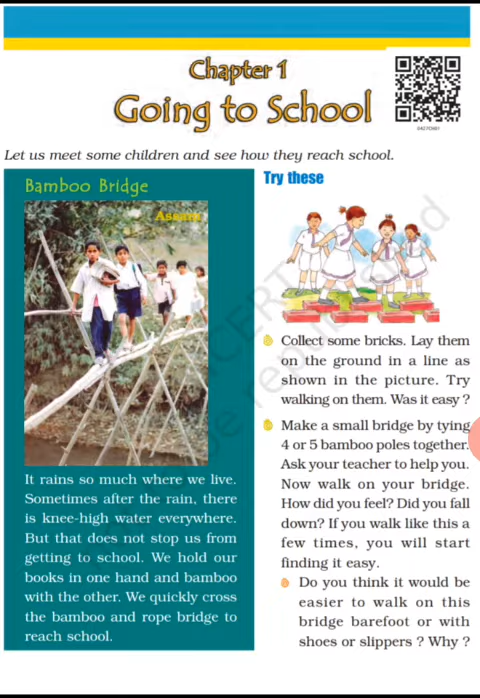 Chapter 1
Going to School
0427CH01
Let us meet some children and see how they reach school.
Bamboo Bridge
Assam
It rains so much where we live.
Sometimes after the rain, there
is knee-high water everywhere.
But that does not stop us from
getting to school. We hold our
books in one hand and bamboo
with the other. We quickly cross
the bamboo and rope bridge to
reach school.
Try these
Collect some bricks. Lay them
on the ground in a line as
shown in the picture. Try
walking on them. Was it easy ?
Make a small bridge by tying
4 or 5 bamboo poles together.
Ask your teacher to help you.
Now walk on your bridge.
How did you feel? Did you fall
down? If you walk like this a
few times, you will start
finding it easy.
Do you think it would be
easier to walk on this
bridge barefoot or with
shoes or slippers ? Why ?